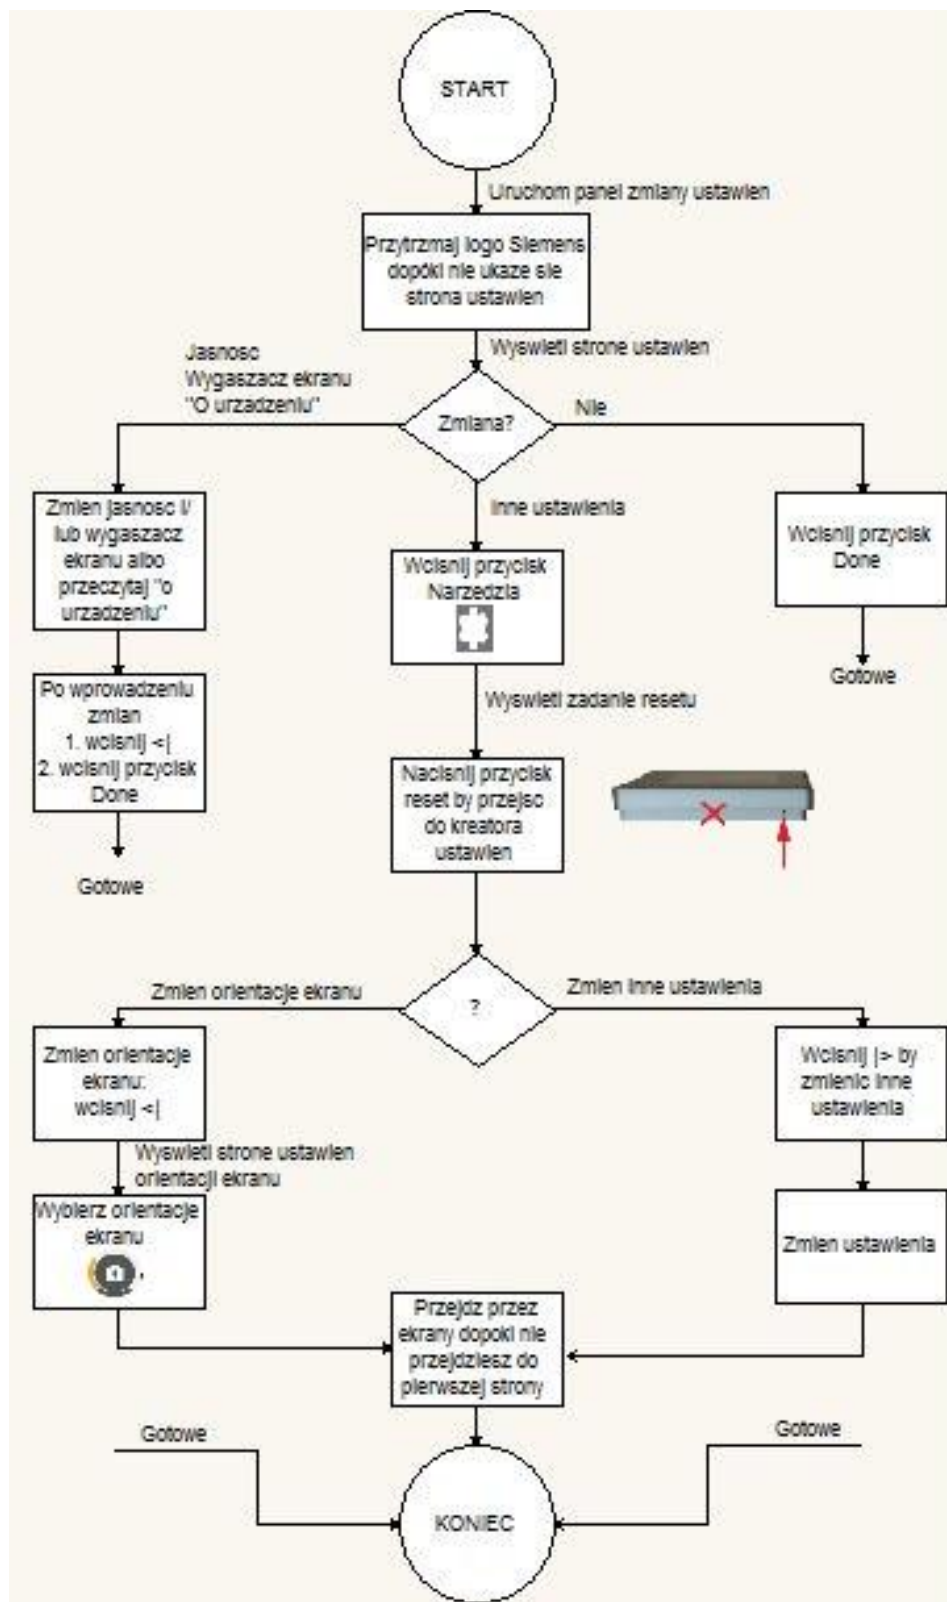 START
Uruchom panel zmiany ustawien
Przytrzmaj logo Siemens
dopóki nie ukaze sie
strona ustawien
Wyswietl strone ustawien
Jasnosc
Wygaszacz ekranu
"O urzadzeniu"
Zmiana?
Nie
Zmien jasnosc i/
lub wygaszacz
ekranu albo
przeczytaj "o
urzadzeniu"
Inne ustawienia
Wcisnij przycisk
Narzedzia
Wcisnij przycisk
Done
Gotowe
Po wprowadzeniu
zmian
1. wcisnij <|
2. wcisnij przycisk
Done
Gotowe
Wyswietl zadanie resetu
Nacisnij przycisk
reset by przejsc
do kreatora
ustawien
Zmien orientacje ekranu
?
Zmien inne ustawienia
Zmien orientacje
ekranu:
wcisnij <|
Wcisnij |> by
zmienic inne
ustawienia
Wyswietl strone ustawien
orientacji ekranu
Wybierz orientacje
ekranu
Zmien ustawienia
Przejdz przez
ekrany dopoki nie
przejdziesz do
pierwszej strony
Gotowe
Gotowe
KONIEC